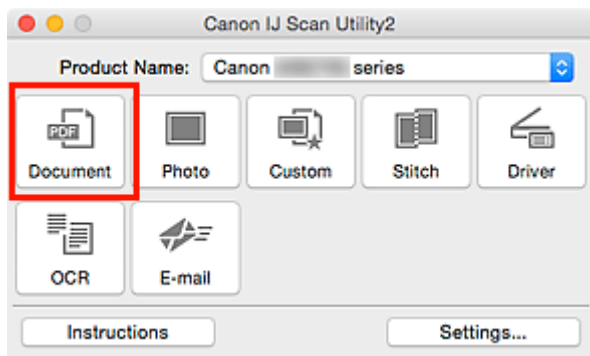 Canon IJ Scan Utility2
Product Name: Canon series
PDF
Document Photo Custom Stitch Driver
OCR E-mail
Instructions Settings...